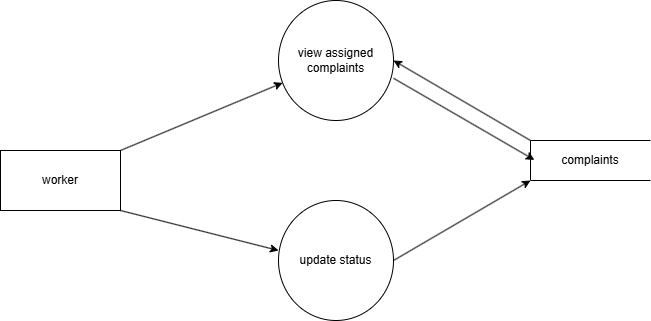 view assigned
complaints
complaints
worker
update status